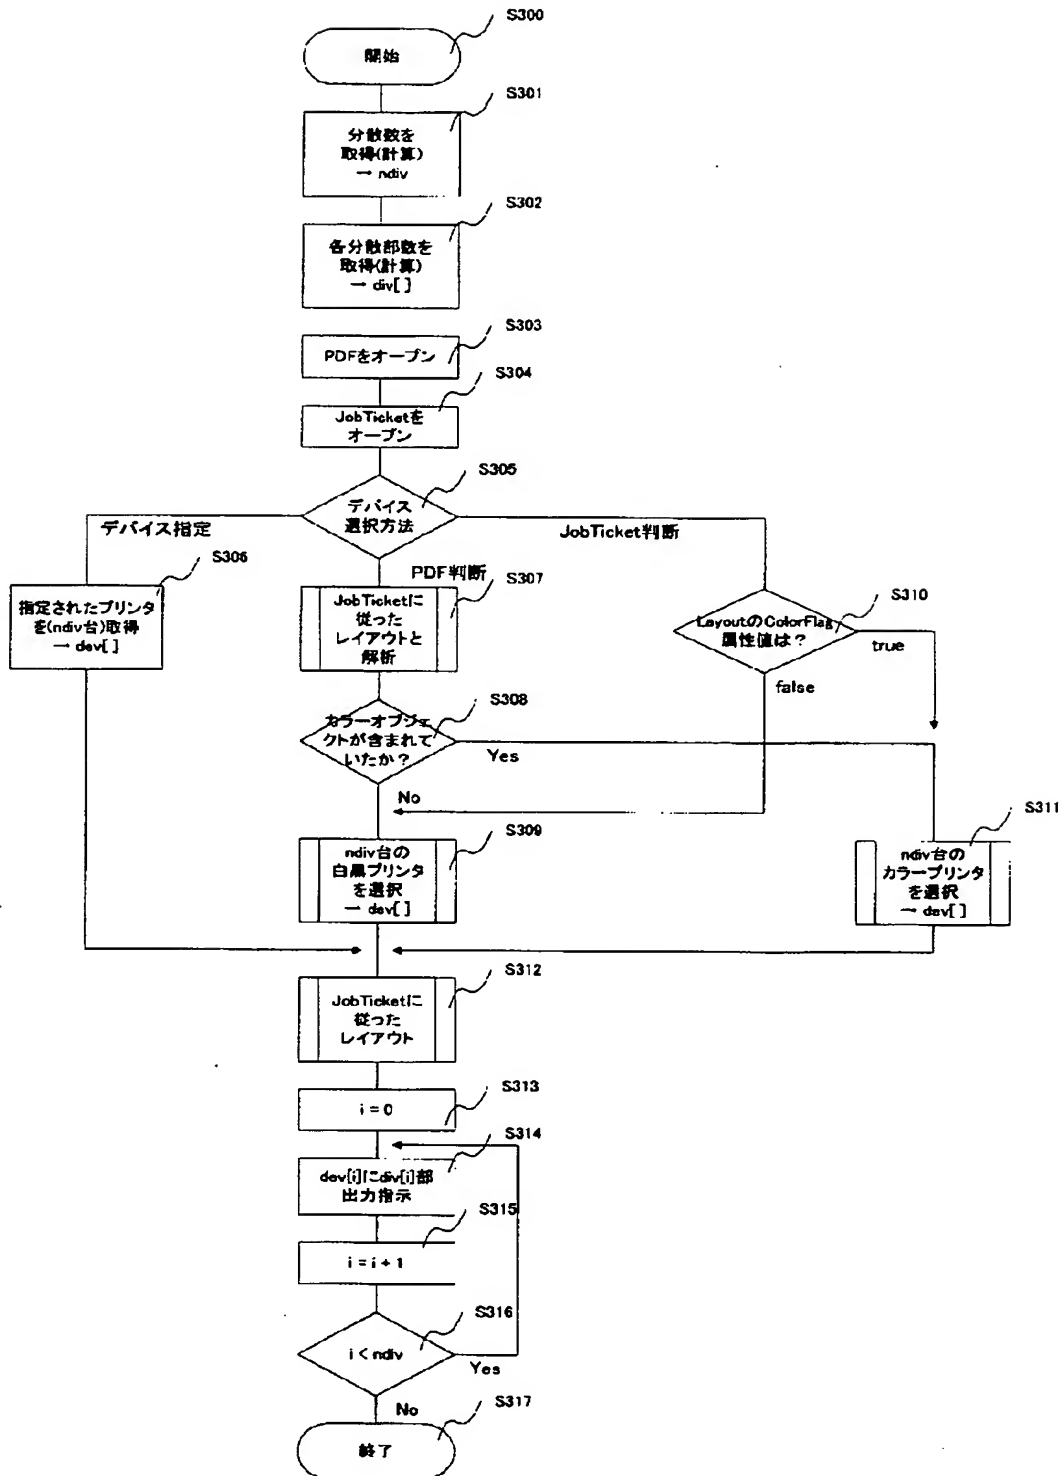 S300
開始
S301
分散数を
取得(計算)
→ ndiv
S302
各分散部数を
取得(計算)
→ div[ ]
S303
PDFをオープン
S304
JobTicketを
オープン
S305
デバイス
選択方法
デバイス指定
JobTicket判断
PDF判断
S306
指定されたプリンタ
を(ndiv台)取得
→ dev[ ]
S307
JobTicketに
従った
レイアウトと
解析
S310
LayoutのColorFlag
属性値は？
true
false
S308
カラーオブジェ
クトが含まれて
いたか？
Yes
No
S309
ndiv台の
白黒プリンタ
を選択
→ dev[ ]
S311
ndiv台の
カラープリンタ
を選択
→ dev[ ]
S312
JobTicketに
従った
レイアウト
S313
i = 0
S314
dev[i]にdiv[i]部
出力指示
S315
i = i + 1
S316
i < ndiv
Yes
No
S317
終了